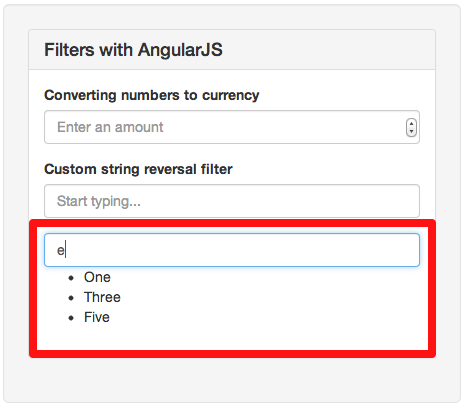 Filters with AngularJS
Converting numbers to currency
Enter an amount
Custom string reversal filter
Start typing...
e
One
Three
Five